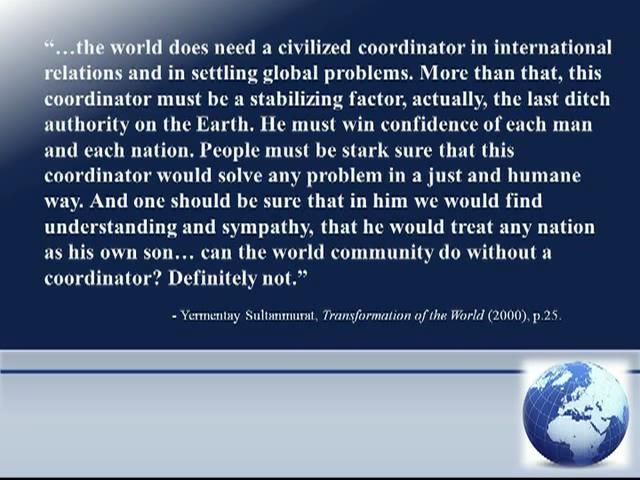 “…the world does need a civilized coordinator in international
relations and in settling global problems. More than that, this
coordinator must be a stabilizing factor, actually, the last ditch
authority on the Earth. He must win confidence of each man
and each nation. People must be stark sure that this
coordinator would solve any problem in a just and humane
way. And one should be sure that in him we would find
understanding and sympathy, that he would treat any nation
as his own son… can the world community do without a
coordinator? Definitely not.”
- Yermentay Sultanmurat, Transformation of the World (2000), p.25.